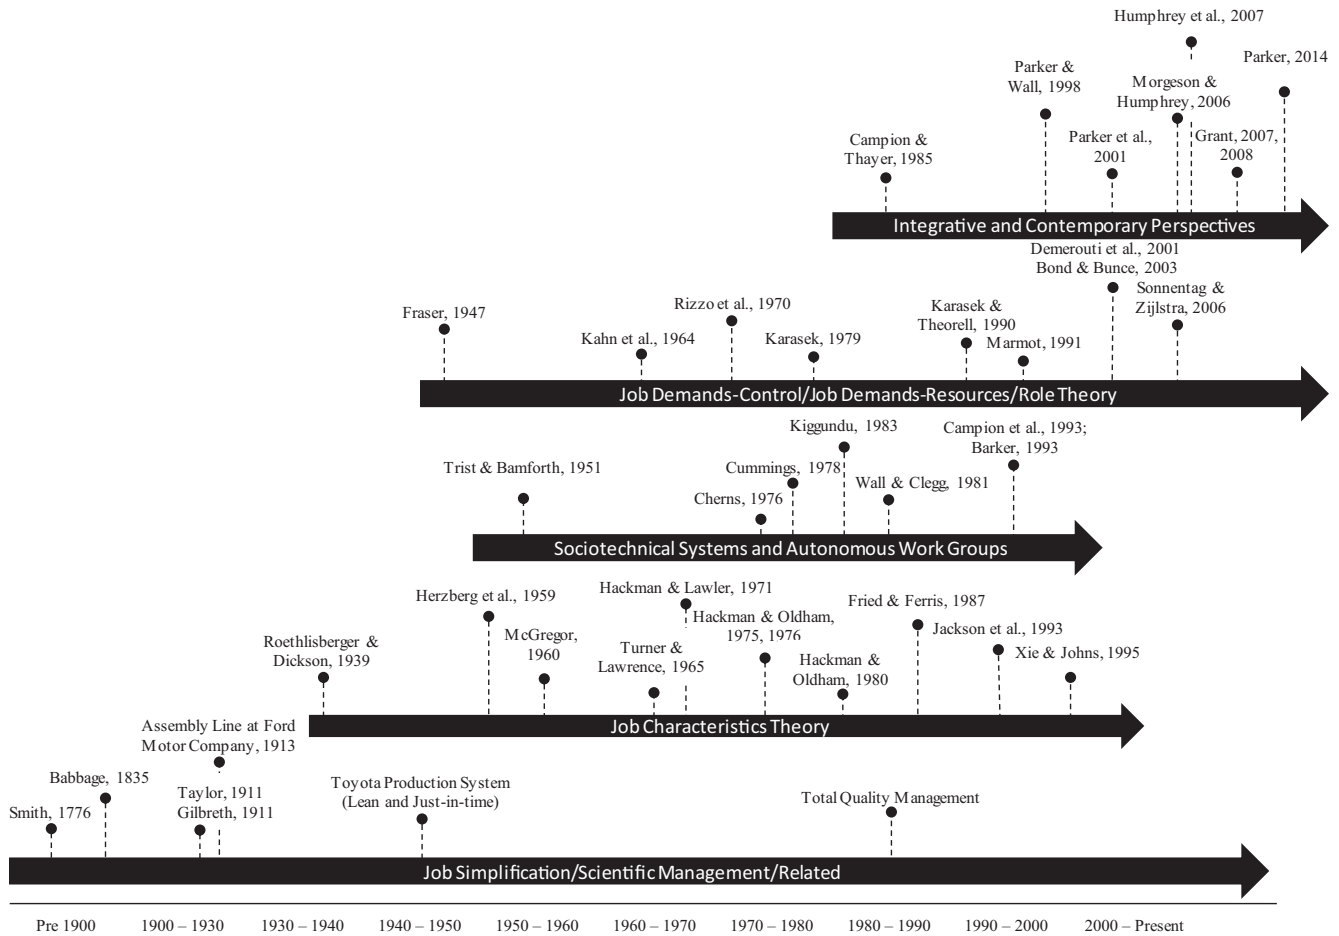 Humphrey et al., 2007
Parker, 2014
Parker &
Wall, 1998
Morgeson &
Humphrey, 2006
Campion &
Thayer, 1985
Parker et al.,
2001
Grant, 2007,
2008
Integrative and Contemporary Perspectives
Demerouti et al., 2001
Bond & Bunce, 2003
Sonnentag &
Zijlstra, 2006
Fraser, 1947
Rizzo et al., 1970
Kahn et al., 1964
Karasek, 1979
Karasek &
Theorell, 1990
Marmot, 1991
Job Demands-Control/Job Demands-Resources/Role Theory
Kiggundu, 1983
Campion et al., 1993;
Barker, 1993
Trist & Bamforth, 1951
Cummings, 1978
Cherns, 1976
Wall & Clegg, 1981
Sociotechnical Systems and Autonomous Work Groups
Herzberg et al., 1959
Hackman & Lawler, 1971
Fried & Ferris, 1987
Roethlisberger &
Dickson, 1939
McGregor,
1960
Turner &
Lawrence, 1965
Hackman & Oldham,
1975, 1976
Hackman &
Oldham, 1980
Jackson et al., 1993
Xie & Johns, 1995
Job Characteristics Theory
Assembly Line at Ford
Motor Company, 1913
Babbage, 1835
Smith, 1776
Taylor, 1911
Gilbreth, 1911
Toyota Production System
(Lean and Just-in-time)
Total Quality Management
Job Simplification/Scientific Management/Related
Pre 1900
1900 – 1930
1930 – 1940
1940 – 1950
1950 – 1960
1960 – 1970
1970 – 1980
1980 – 1990
1990 – 2000
2000 – Present